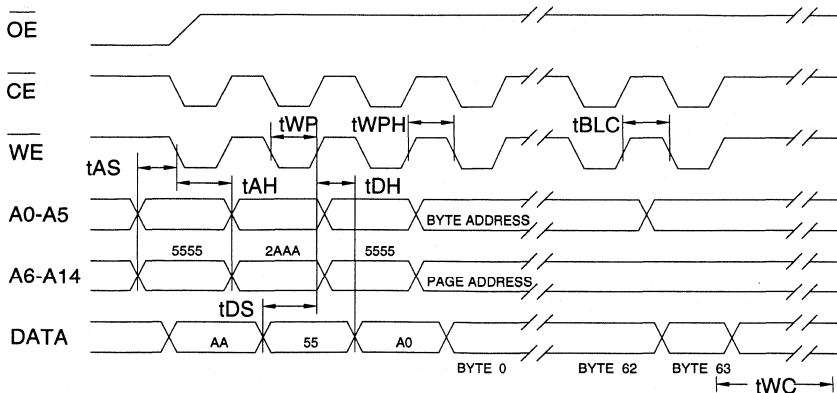 OE
CE
tWP tWPH tBLC
WE
tAS
tAH tDH
A0-A5 BYTE ADDRESS
5555 2AAA 5555
A6-A14 PAGE ADDRESS
tDS
DATA AA 55 A0
BYTE 0 BYTE 62 BYTE 63
tWC